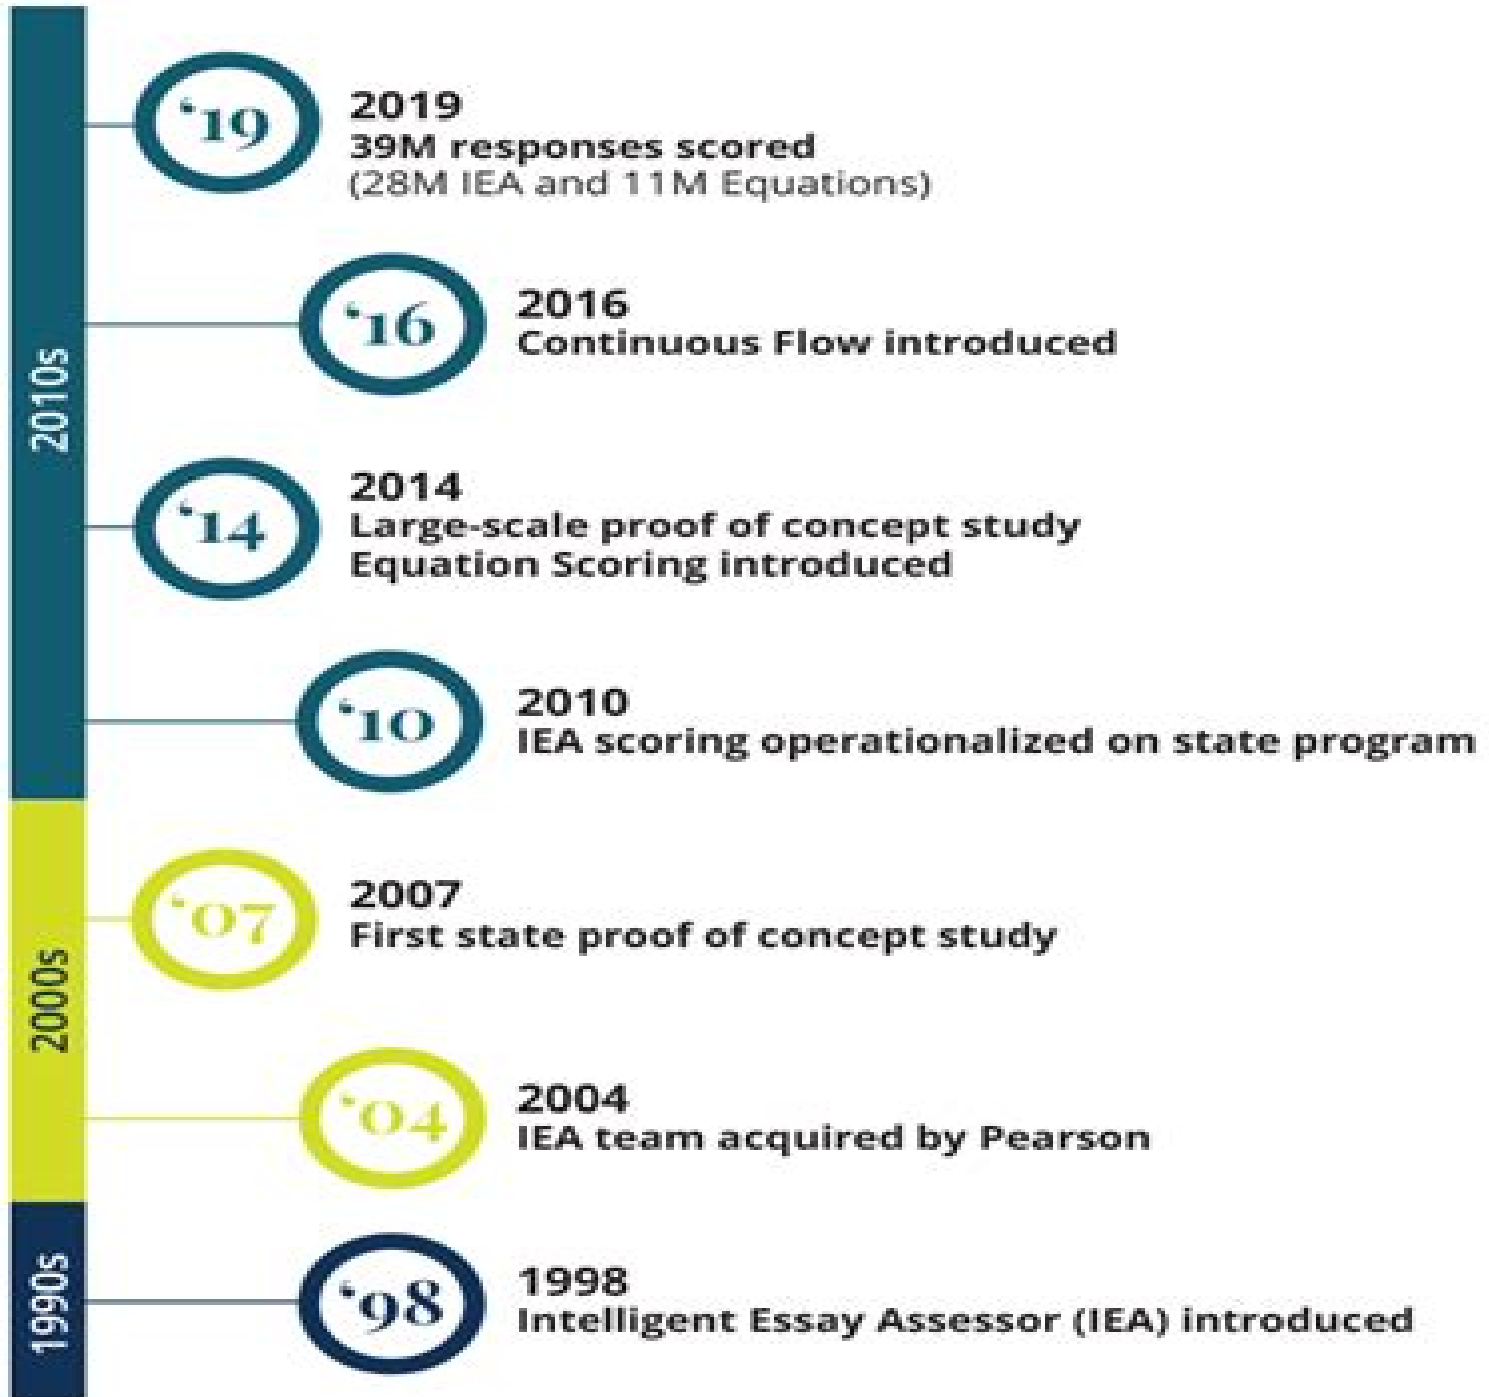 2010s
‘19
2019
39M responses scored
(28M IEA and 11M Equations)
‘16
2016
Continuous Flow introduced
‘14
2014
Large-scale proof of concept study
Equation Scoring introduced
‘10
2010
IEA scoring operationalized on state program
2000s
‘07
2007
First state proof of concept study
‘04
2004
IEA team acquired by Pearson
1990s
‘98
1998
Intelligent Essay Assessor (IEA) introduced